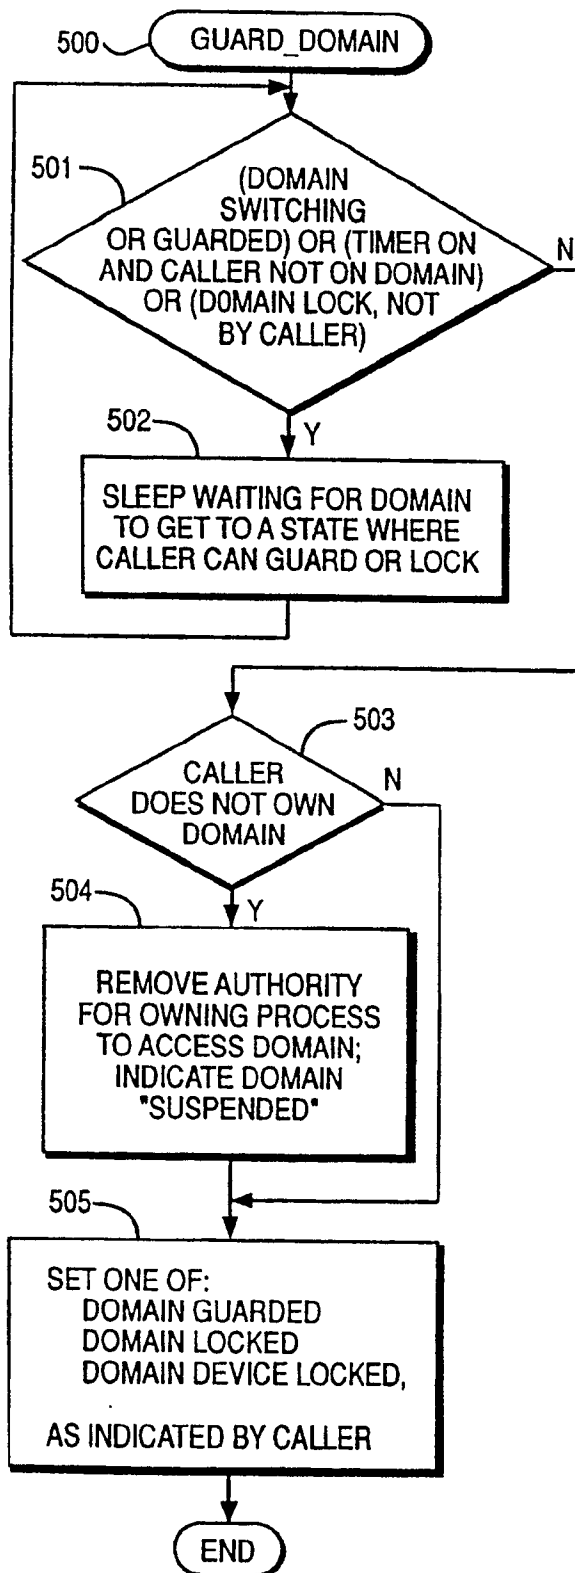 500
GUARD_DOMAIN
501
(DOMAIN
SWITCHING
OR GUARDED) OR (TIMER ON
AND CALLER NOT ON DOMAIN)
OR (DOMAIN LOCK, NOT
BY CALLER)
N
502
Y
SLEEP WAITING FOR DOMAIN
TO GET TO A STATE WHERE
CALLER CAN GUARD OR LOCK
503
CALLER
DOES NOT OWN
DOMAIN
N
504
Y
REMOVE AUTHORITY
FOR OWNING PROCESS
TO ACCESS DOMAIN;
INDICATE DOMAIN
"SUSPENDED"
505
SET ONE OF:
DOMAIN GUARDED
DOMAIN LOCKED
DOMAIN DEVICE LOCKED,
AS INDICATED BY CALLER
END